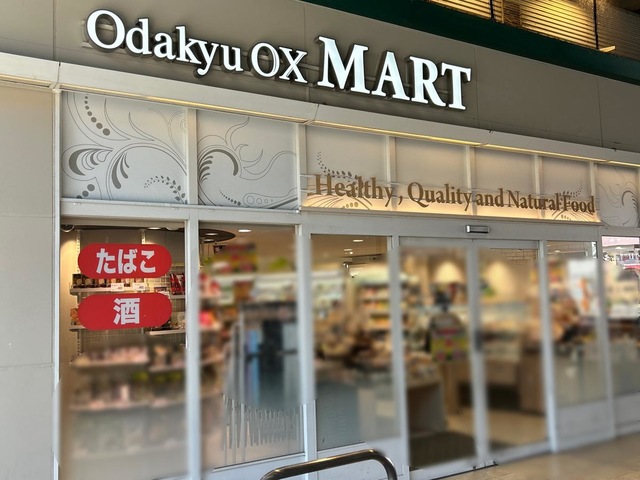 Odakyu OX MART
Healthy, Quality and Natural Food
たばこ
酒